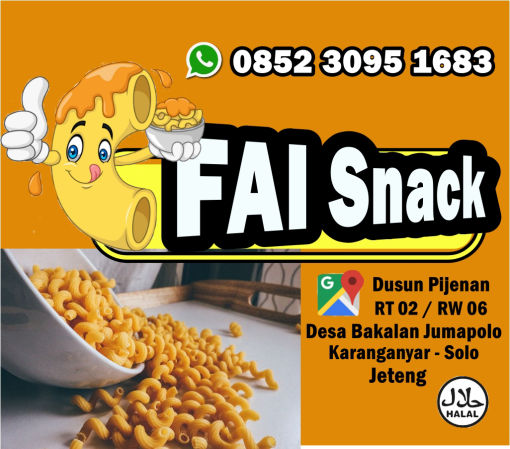 0852 3095 1683
FAI Snack
G
Dusun Pijenan
RT 02 / RW 06
Desa Bakalan Jumapolo
Karanganyar - Solo
Jeteng
حلال
HALAL